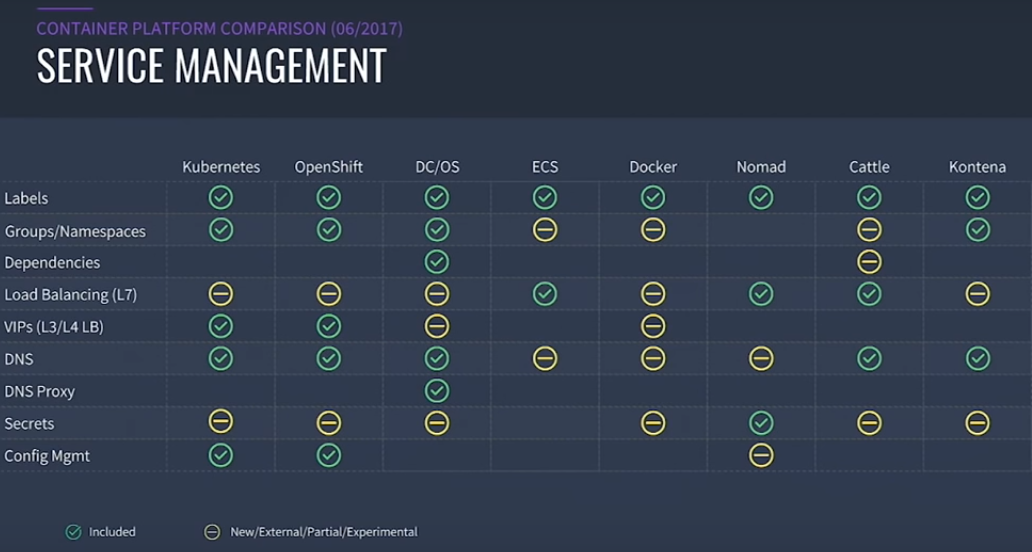 CONTAINER PLATFORM COMPARISON (06/2017)
SERVICE MANAGEMENT
Kubernetes OpenShift DC/OS ECS Docker Nomad Cattle Kontena
Labels
Groups/Namespaces
Dependencies
Load Balancing (L7)
VIPs (L3/L4 LB)
DNS
DNS Proxy
Secrets
Config Mgmt
Included New/External/Partial/Experimental